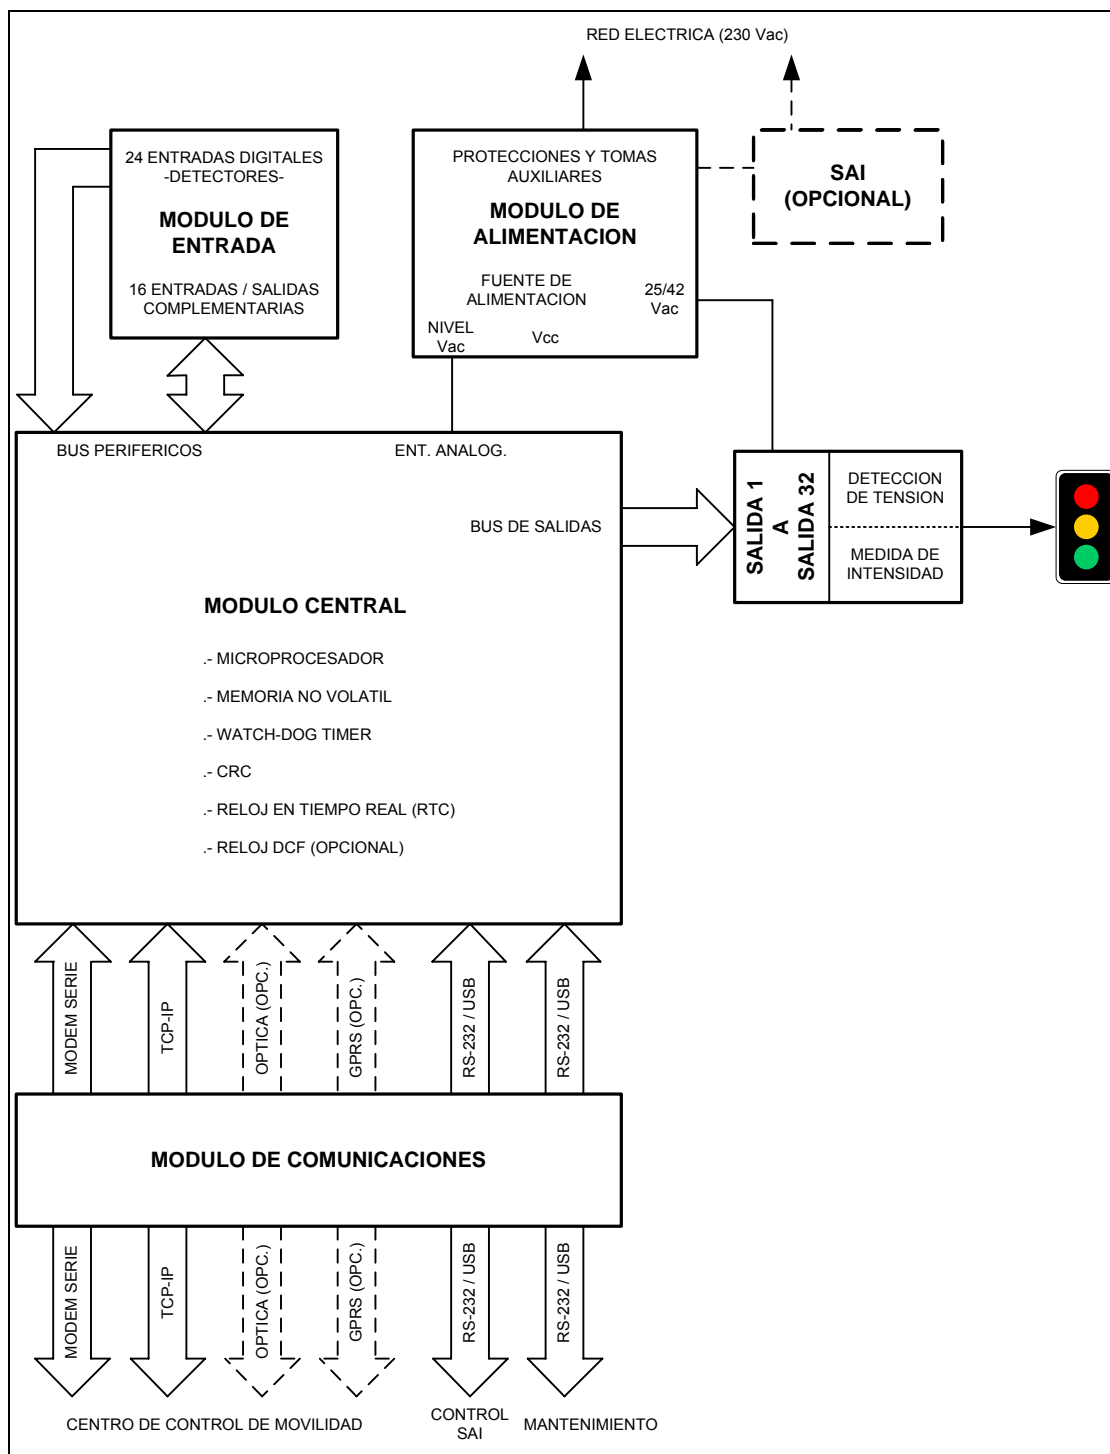 RED ELECTRICA (230 Vac)
24 ENTRADAS DIGITALES
-DETECTORES-
MODULO DE
ENTRADA
16 ENTRADAS / SALIDAS
COMPLEMENTARIAS
PROTECCIONES Y TOMAS
AUXILIARES
MODULO DE
ALIMENTACION
FUENTE DE
ALIMENTACION
25/42
Vac
NIVEL
Vac
Vcc
SAI
(OPCIONAL)
BUS PERIFERICOS
ENT. ANALOG.
BUS DE SALIDAS
SALIDA 1
A
SALIDA 32
DETECCION
DE TENSION
MEDIDA DE
INTENSIDAD
MODULO CENTRAL
.- MICROPROCESADOR
.- MEMORIA NO VOLATIL
.- WATCH-DOG TIMER
.- CRC
.- RELOJ EN TIEMPO REAL (RTC)
.- RELOJ DCF (OPCIONAL)
MODEM SERIE
TCP-IP
OPTICA (OPC.)
GPRS (OPC.)
RS-232 / USB
RS-232 / USB
MODULO DE COMUNICACIONES
MODEM SERIE
TCP-IP
OPTICA (OPC.)
GPRS (OPC.)
RS-232 / USB
RS-232 / USB
CENTRO DE CONTROL DE MOVILIDAD
CONTROL
SAI
MANTENIMIENTO